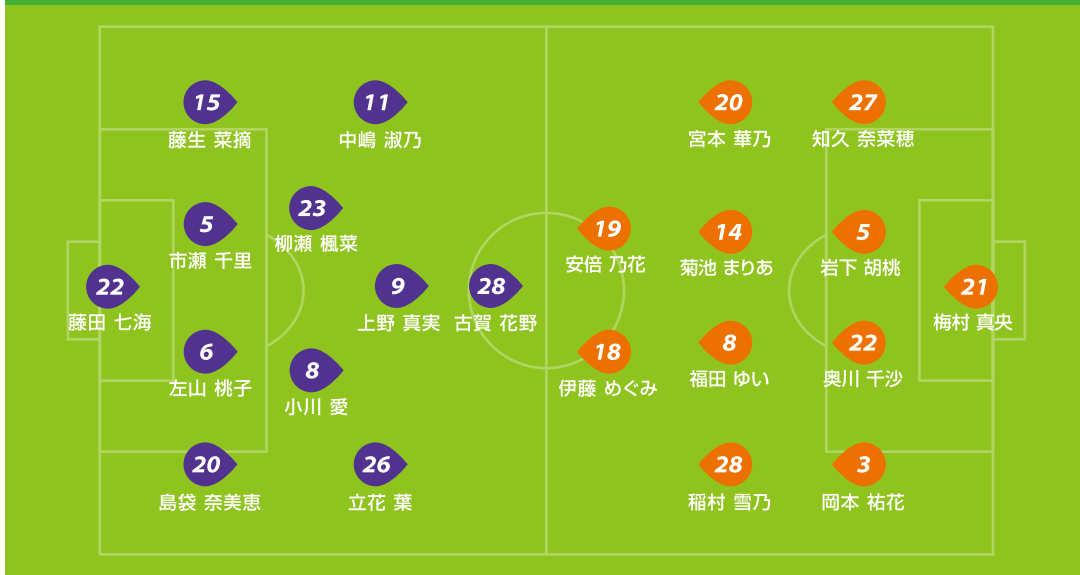 15
藤生 菜摘
11
中嶋 淑乃
5
市瀬 千里
23
柳瀬 楓菜
22
藤田 七海
9
上野 真実
28
古賀 花野
6
左山 桃子
8
小川 愛
20
島袋 奈美恵
26
立花 葉
20
宮本 華乃
27
知久 奈菜穂
19
安倍 乃花
14
菊池 まりあ
5
岩下 胡桃
21
梅村 真央
18
伊藤 めぐみ
8
福田 ゆい
22
奥川 千沙
28
稲村 雪乃
3
岡本 祐花